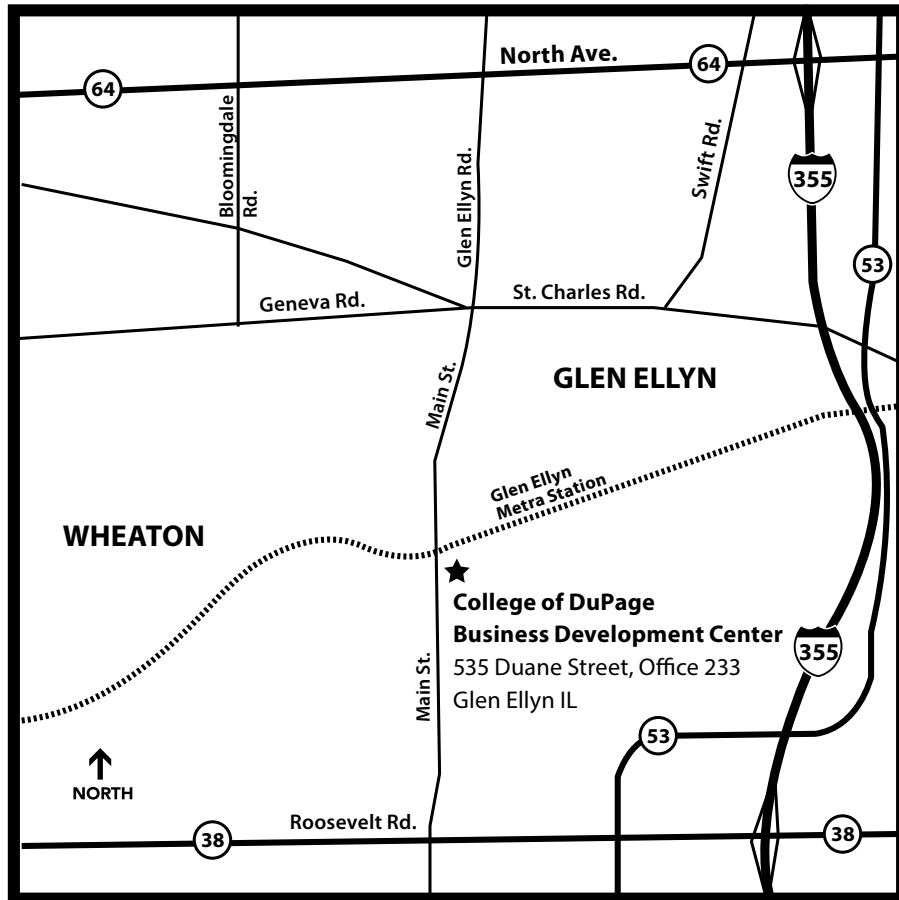 North Ave.
64
64
Bloomingdale
Rd.
Glen Ellyn Rd.
Swift Rd.
355
53
Geneva Rd.
St. Charles Rd.
Main St.
GLEN ELLYN
Glen Ellyn
Metra Station
WHEATON
College of DuPage
Business Development Center
535 Duane Street, Office 233
Glen Ellyn IL
355
Main St.
53
NORTH
Roosevelt Rd.
38
38